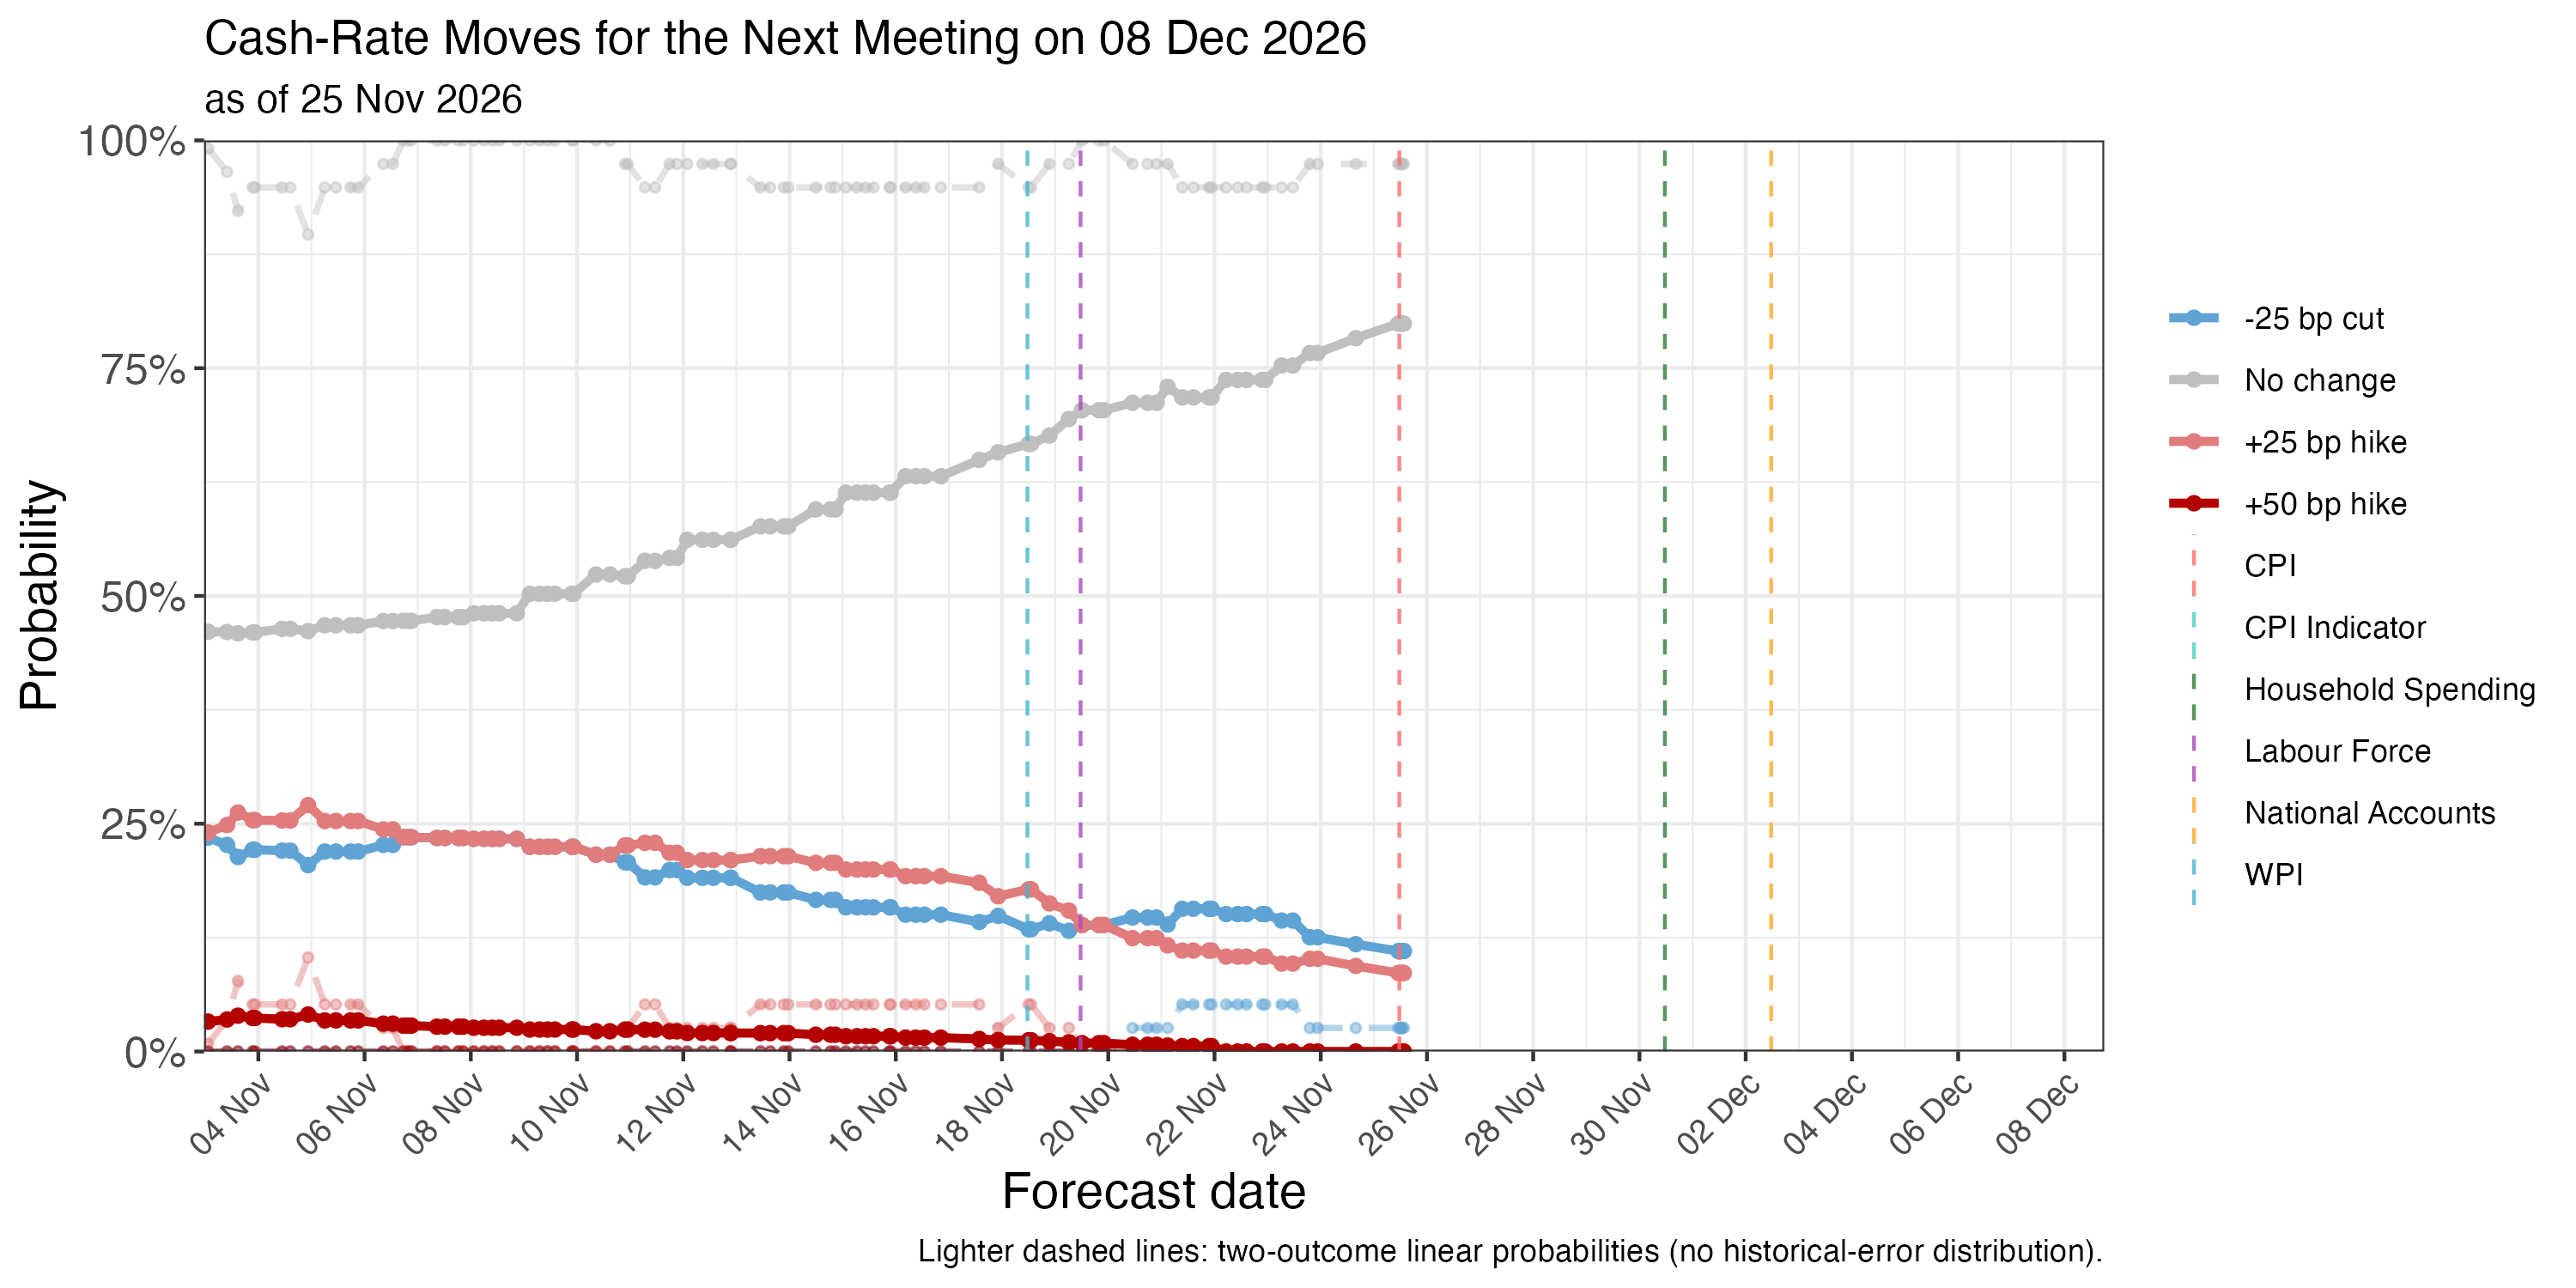 Cash-Rate Moves for the Next Meeting on 08 Dec 2026
as of 25 Nov 2026
100%
75%
50%
25%
0%
Probability
04 Nov
06 Nov
08 Nov
10 Nov
12 Nov
14 Nov
16 Nov
18 Nov
20 Nov
22 Nov
24 Nov
26 Nov
28 Nov
30 Nov
02 Dec
04 Dec
06 Dec
08 Dec
Forecast date
-25 bp cut
No change
+25 bp hike
+50 bp hike
CPI
CPI Indicator
Household Spending
Labour Force
National Accounts
WPI
Lighter dashed lines: two-outcome linear probabilities (no historical-error distribution).